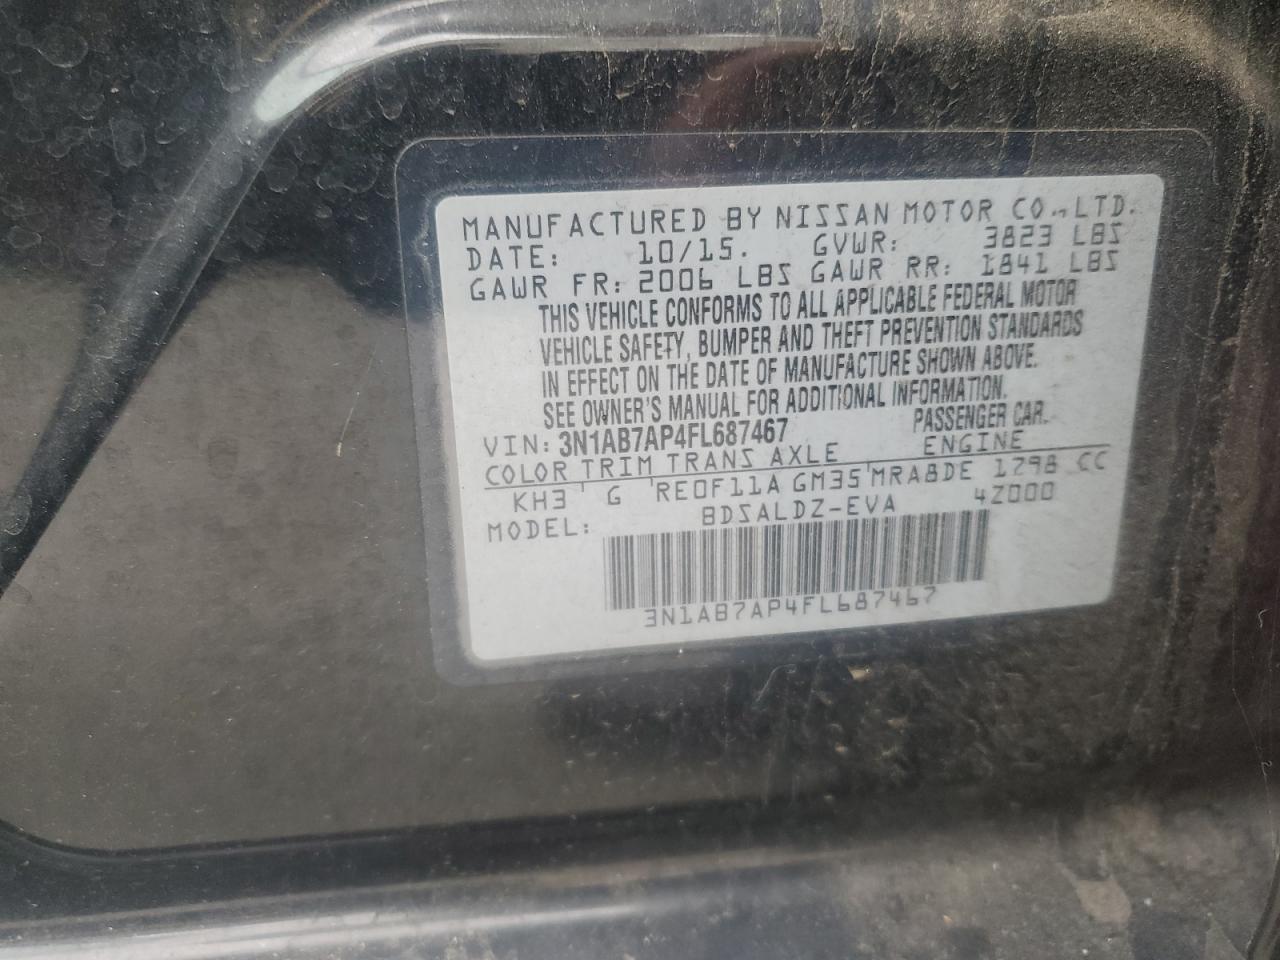 MANUFACTURED BY NISSAN MOTOR CO., LTD.
DATE: 10/15. GVWR: 3823 LBS
GAWR FR: 2006 LBS GAWR RR: 1841 LBS
THIS VEHICLE CONFORMS TO ALL APPLICABLE FEDERAL MOTOR
VEHICLE SAFETY, BUMPER AND THEFT PREVENTION STANDARDS
IN EFFECT ON THE DATE OF MANUFACTURE SHOWN ABOVE.
SEE OWNER'S MANUAL FOR ADDITIONAL INFORMATION.
VIN: 3N1AB7AP4FL687467 PASSENGER CAR.
COLOR TRIM TRANS AXLE ENGINE
KH3 G RE0F11A GM35 MRA8DE 1798 CC
MODEL: BDSALDZ-EVA 4Z000
3N1AB7AP4FL687467